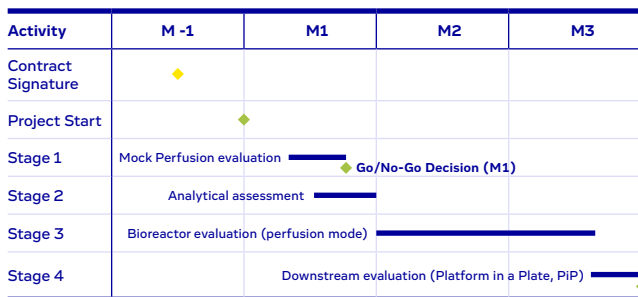 Activity M -1 M1 M2 M3
Contract
Signature
Project Start
Stage 1 Mock Perfusion evaluation
Go/No-Go Decision (M1)
Stage 2 Analytical assessment
Stage 3 Bioreactor evaluation (perfusion mode)
Stage 4 Downstream evaluation (Platform in a Plate, PiP)